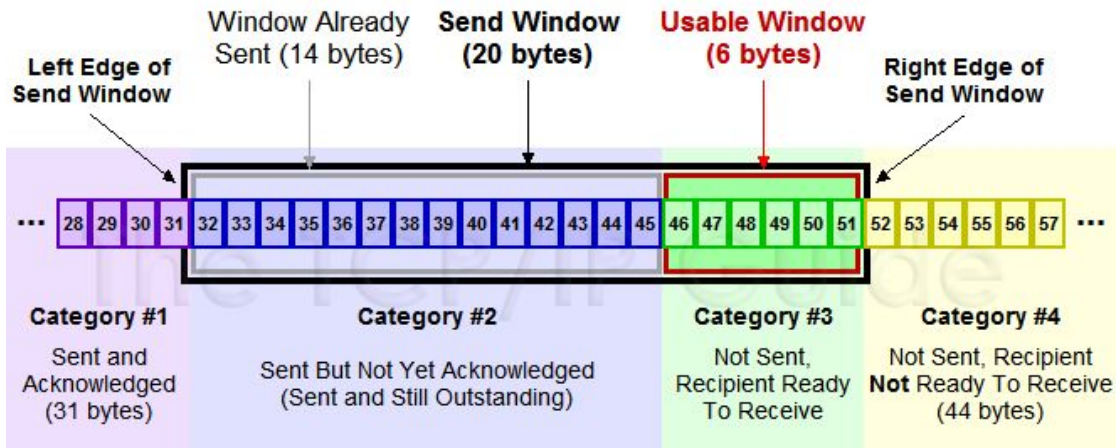 Window Already
Sent (14 bytes)
Send Window
(20 bytes)
Usable Window
(6 bytes)
Left Edge of
Send Window
Right Edge of
Send Window
... 28 29 30 31 32 33 34 35 36 37 38 39 40 41 42 43 44 45 46 47 48 49 50 51 52 53 54 55 56 57 ...
The TCP/IP Guide
Category #1
Sent and
Acknowledged
(31 bytes)
Category #2
Sent But Not Yet Acknowledged
(Sent and Still Outstanding)
Category #3
Not Sent,
Recipient Ready
To Receive
Category #4
Not Sent, Recipient
Not Ready To Receive
(44 bytes)